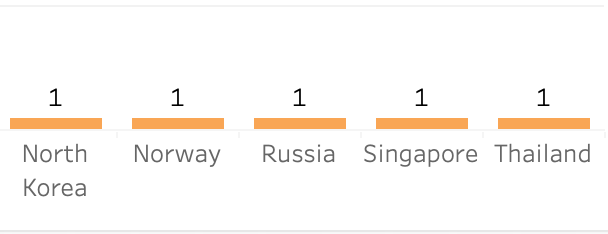 1 1 1 1 1
North Norway Russia Singapore Thailand
Korea